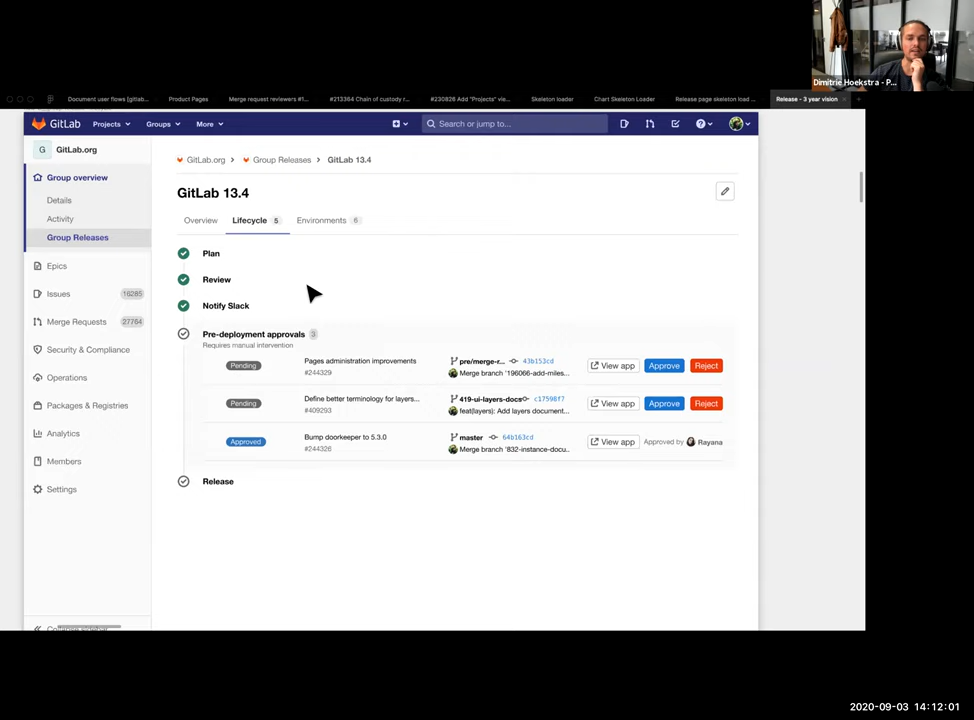 Dimitrie Hoekstra - P...
Document user flows [gitlab...
Product Pages
Merge request reviewers #1...
#213364 Chain of custody r...
#230826 Add "Projects" vie...
Skeleton loader
Chart Skeleton Loader
Release page skeleton load ...
Release - 3 year vision
GitLab
Projects
Groups
More
Search or jump to...
G
GitLab.org
Group overview
Details
Activity
Group Releases
Epics
Issues
16285
Merge Requests
27764
Security & Compliance
Operations
Packages & Registries
Analytics
Members
Settings
Collapse sidebar
GitLab.org
Group Releases
GitLab 13.4
GitLab 13.4
Overview
Lifecycle 5
Environments 6
Plan
Review
Notify Slack
Pre-deployment approvals 3
Requires manual intervention
Pending
Pages administration improvements
#244329
pre/merge-r...
43b153cd
Merge branch '196066-add-miles...
View app
Approve
Reject
Pending
Define better terminology for layers...
#409293
419-ui-layers-docs
c17596f7
feat(layers): Add layers document...
View app
Approve
Reject
Approved
Bump doorkeeper to 5.3.0
#244326
master
64b163cd
Merge branch '832-instance-docu...
View app
Approved by Rayana
Release
2020-09-03 14:12:01